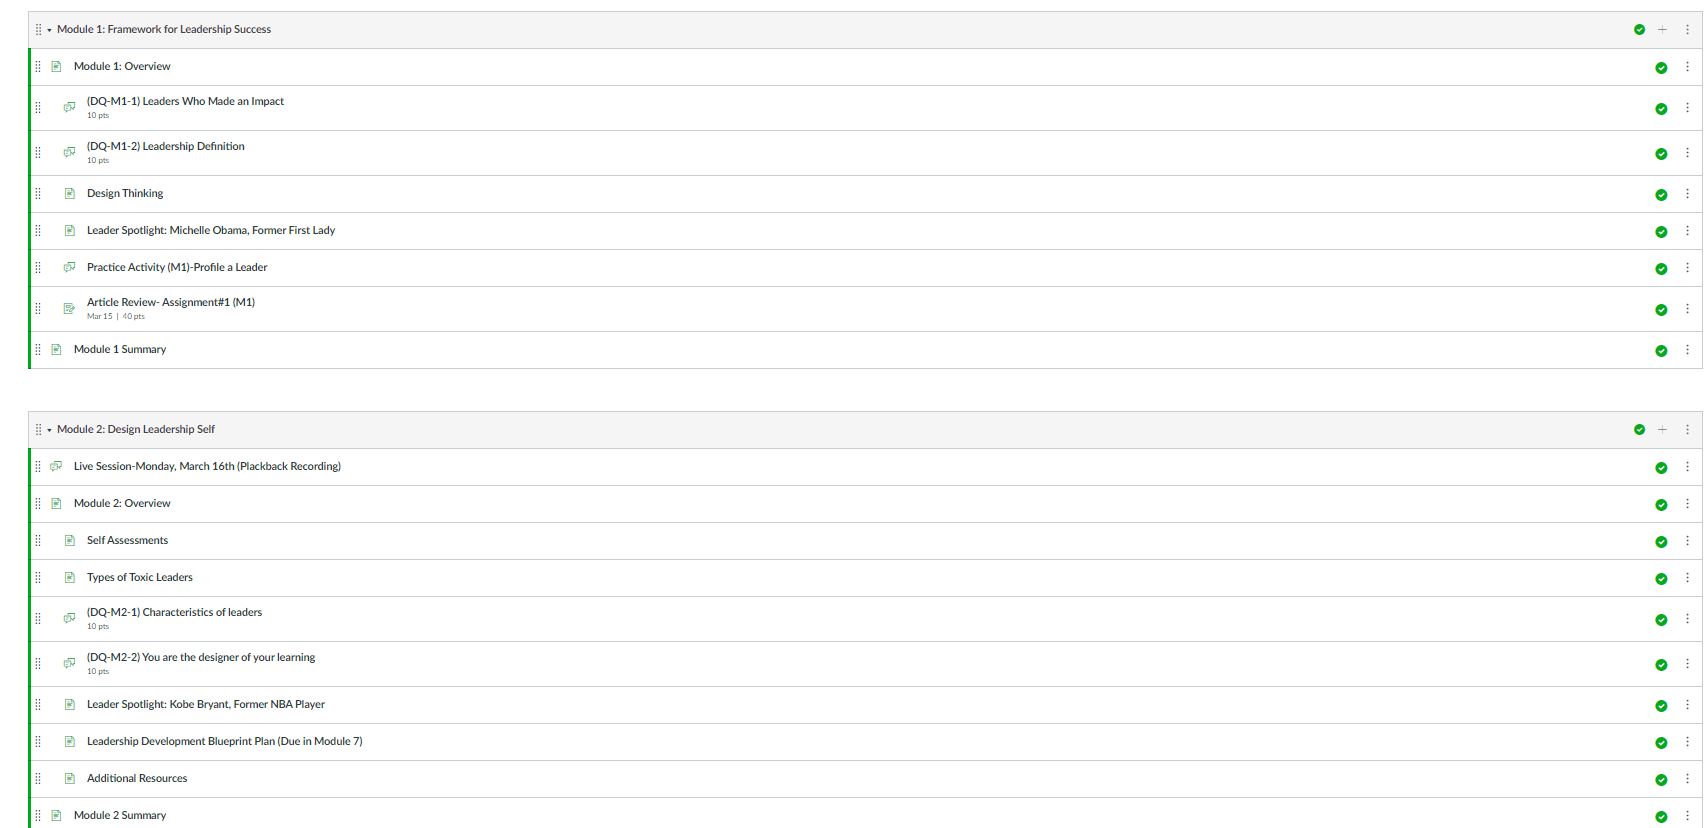 Module 1: Framework for Leadership Success
Module 1: Overview
(DQ-M1-1) Leaders Who Made an Impact
10 pts
(DQ-M1-2) Leadership Definition
10 pts
Design Thinking
Leader Spotlight: Michelle Obama, Former First Lady
Practice Activity (M1)-Profile a Leader
Article Review- Assignment#1 (M1)
Mar 15 | 40 pts
Module 1 Summary
Module 2: Design Leadership Self
Live Session-Monday, March 16th (Plackback Recording)
Module 2: Overview
Self Assessments
Types of Toxic Leaders
(DQ-M2-1) Characteristics of leaders
10 pts
(DQ-M2-2) You are the designer of your learning
10 pts
Leader Spotlight: Kobe Bryant, Former NBA Player
Leadership Development Blueprint Plan (Due in Module 7)
Additional Resources
Module 2 Summary